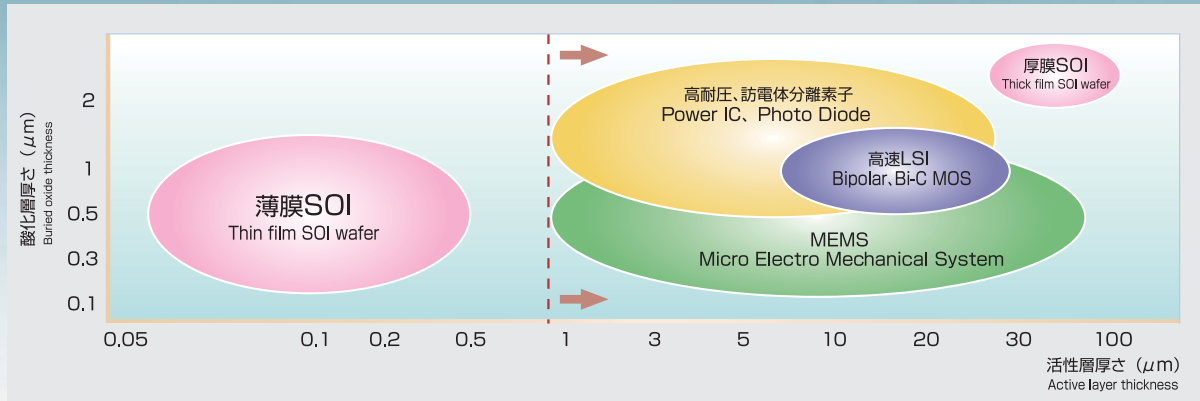 厚膜SOI
Thick film SOI wafer
高耐圧、訪電体分離素子
Power IC、Photo Diode
高速LSI
Bipolar、Bi-C MOS
薄膜SOI
Thin film SOI wafer
MEMS
Micro Electro Mechanical System
酸化層厚さ（μm）
Buried oxide thickness
2
1
0.5
0.3
0.1
0.05 0.1 0.2 0.5 1 3 5 10 20 30 100
活性層厚さ（μm）
Active layer thickness